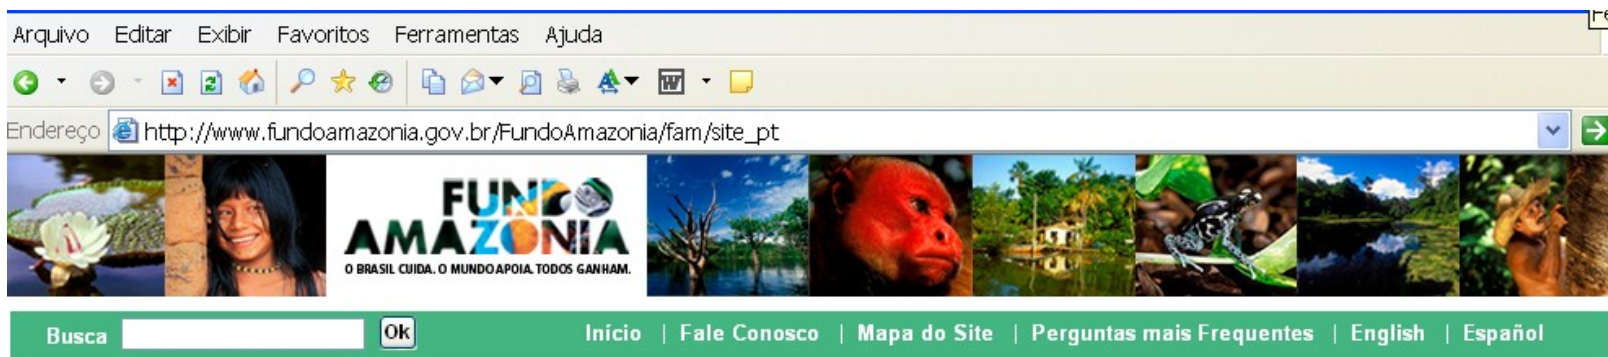 Fe
Arquivo Editar Exibir Favoritos Ferramentas Ajuda
W
Endereço http://www.fundoamazonia.gov.br/FundoAmazonia/fam/site_pt
FUNDO
AMAZONIA
O BRASIL CUIDA. O MUNDO APOIA. TODOS GANHAM.
Busca Ok Início | Fale Conosco | Mapa do Site | Perguntas mais Frequentes | English | Español